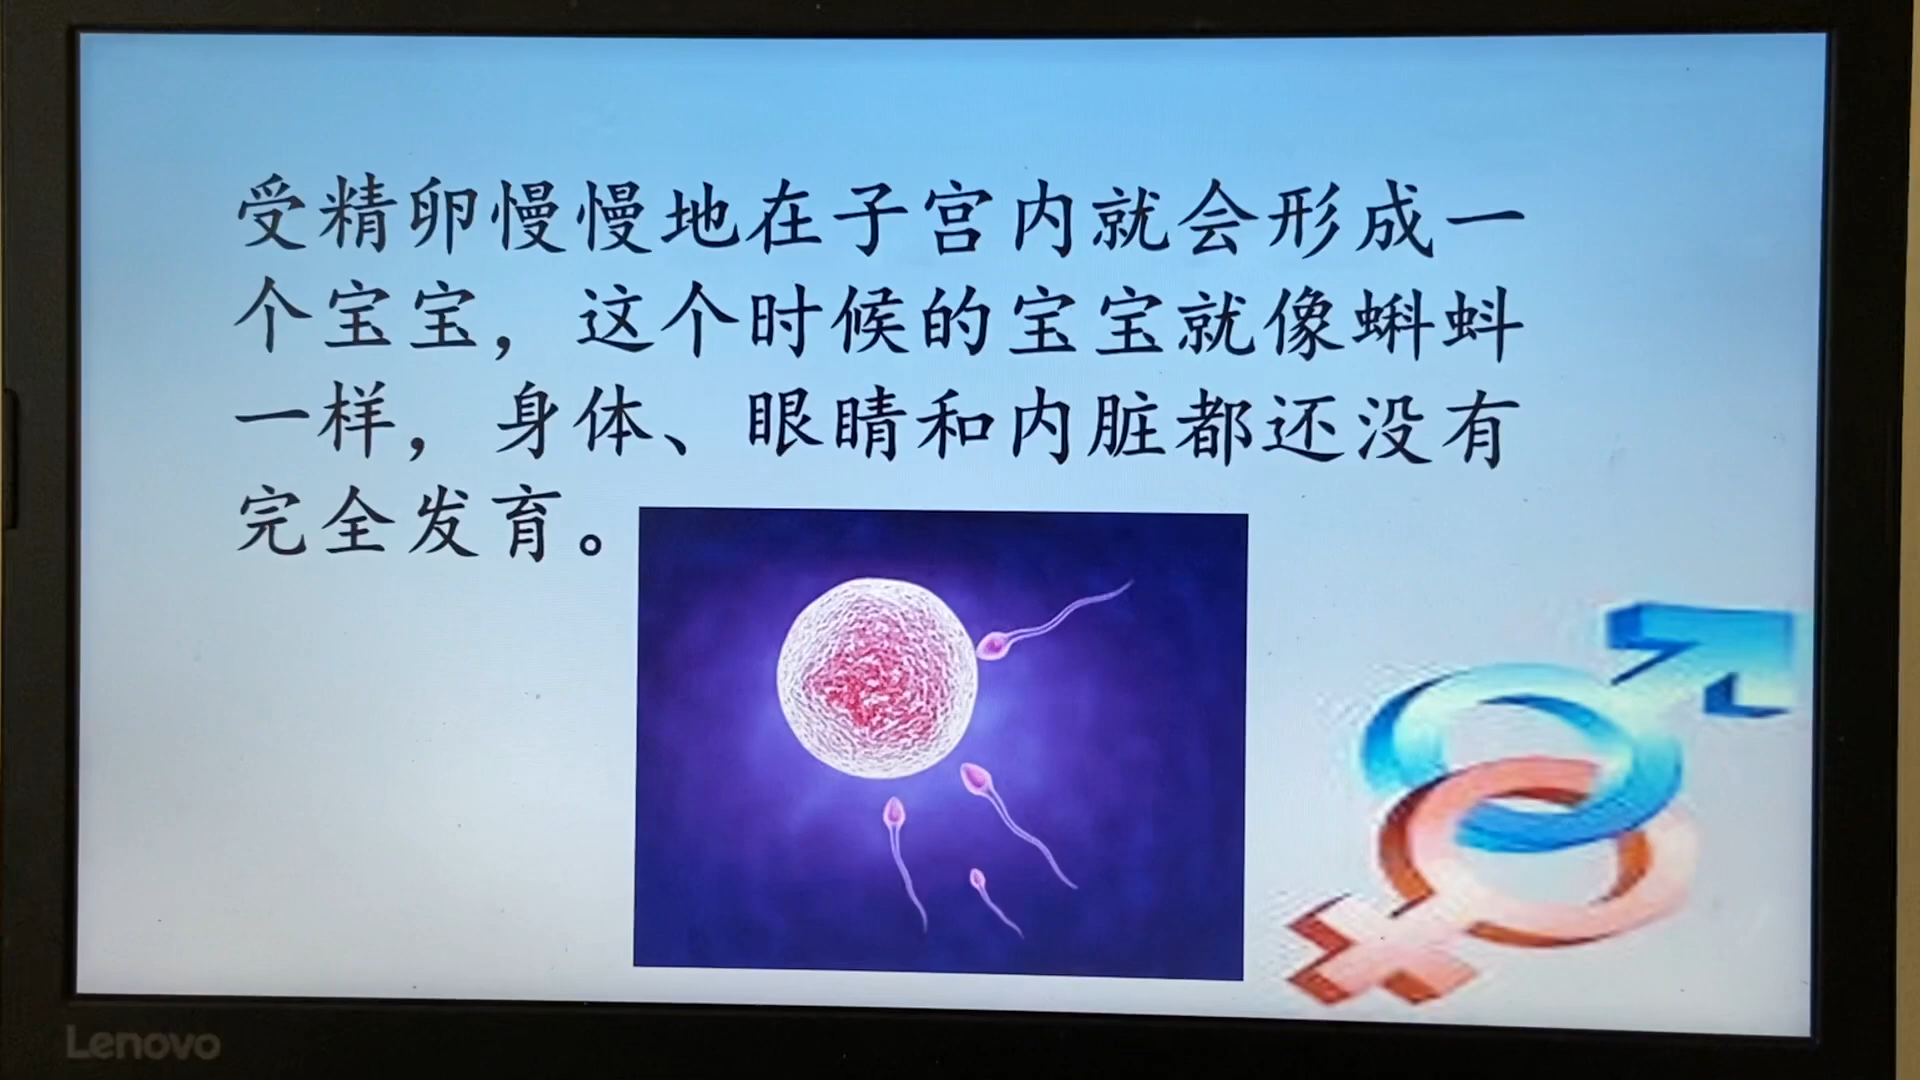 受精卵慢慢地在子宫内就会形成一
个宝宝，这个时候的宝宝就像蝌蚪
一样，身体、眼睛和内脏都还没有
完全发育。
Lenovo